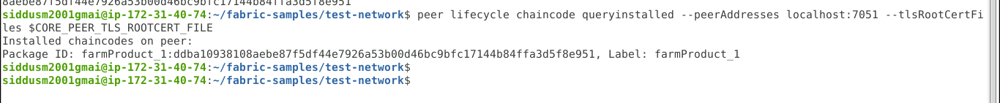 8aebe87f5df44e7926a53b00d46bc9bfc17144b84ffa3d5f8e951
siddusm2001gmai@ip-172-31-40-74:~/fabric-samples/test-network$ peer lifecycle chaincode queryinstalled --peerAddresses localhost:7051 --tlsRootCertFi
les $CORE_PEER_TLS_ROOTCERT_FILE
Installed chaincodes on peer:
Package ID: farmProduct_1:ddba10938108aebe87f5df44e7926a53b00d46bc9bfc17144b84ffa3d5f8e951, Label: farmProduct_1
siddusm2001gmai@ip-172-31-40-74:~/fabric-samples/test-network$
siddusm2001gmai@ip-172-31-40-74:~/fabric-samples/test-network$